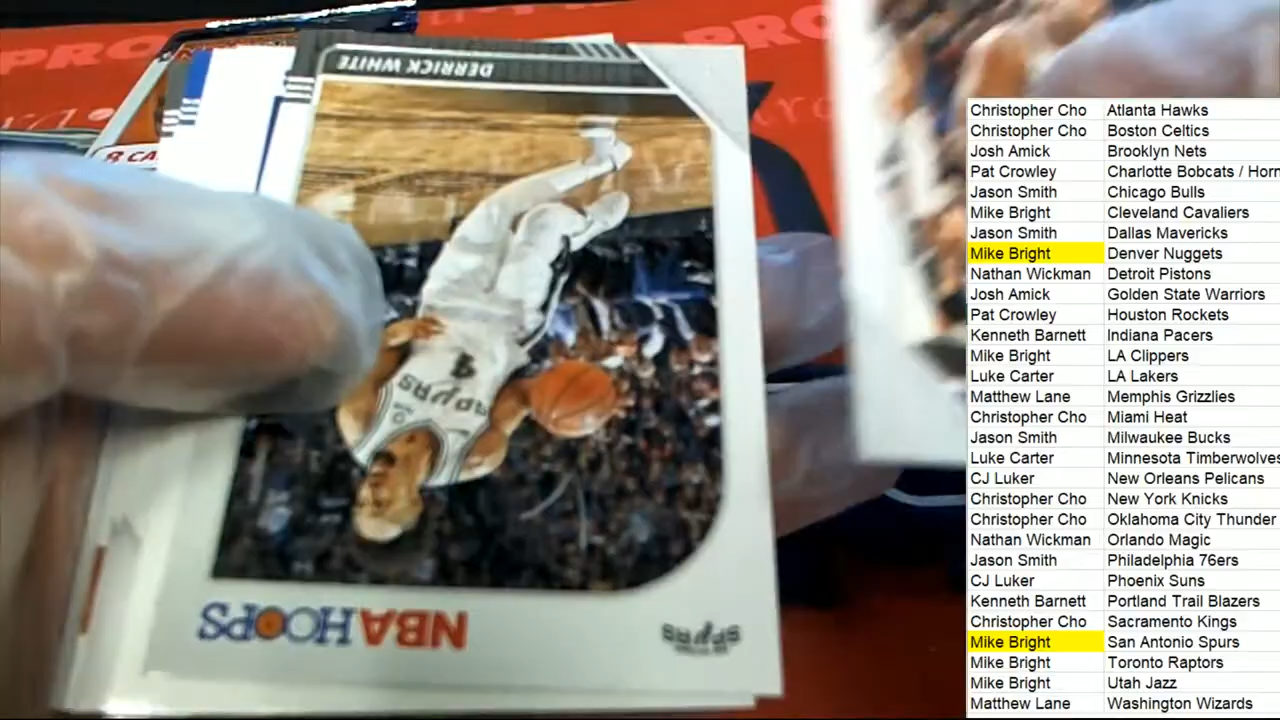 PRO
PRO
DERRICK WHITE
8 CA
SPURS
4
NBA HOOPS
SPURS
Christopher Cho Atlanta Hawks
Christopher Cho Boston Celtics
Josh Amick Brooklyn Nets
Pat Crowley Charlotte Bobcats / Horn
Jason Smith Chicago Bulls
Mike Bright Cleveland Cavaliers
Jason Smith Dallas Mavericks
Mike Bright Denver Nuggets
Nathan Wickman Detroit Pistons
Josh Amick Golden State Warriors
Pat Crowley Houston Rockets
Kenneth Barnett Indiana Pacers
Mike Bright LA Clippers
Luke Carter LA Lakers
Matthew Lane Memphis Grizzlies
Christopher Cho Miami Heat
Jason Smith Milwaukee Bucks
Luke Carter Minnesota Timberwolves
CJ Luker New Orleans Pelicans
Christopher Cho New York Knicks
Christopher Cho Oklahoma City Thunder
Nathan Wickman Orlando Magic
Jason Smith Philadelphia 76ers
CJ Luker Phoenix Suns
Kenneth Barnett Portland Trail Blazers
Christopher Cho Sacramento Kings
Mike Bright San Antonio Spurs
Mike Bright Toronto Raptors
Mike Bright Utah Jazz
Matthew Lane Washington Wizards